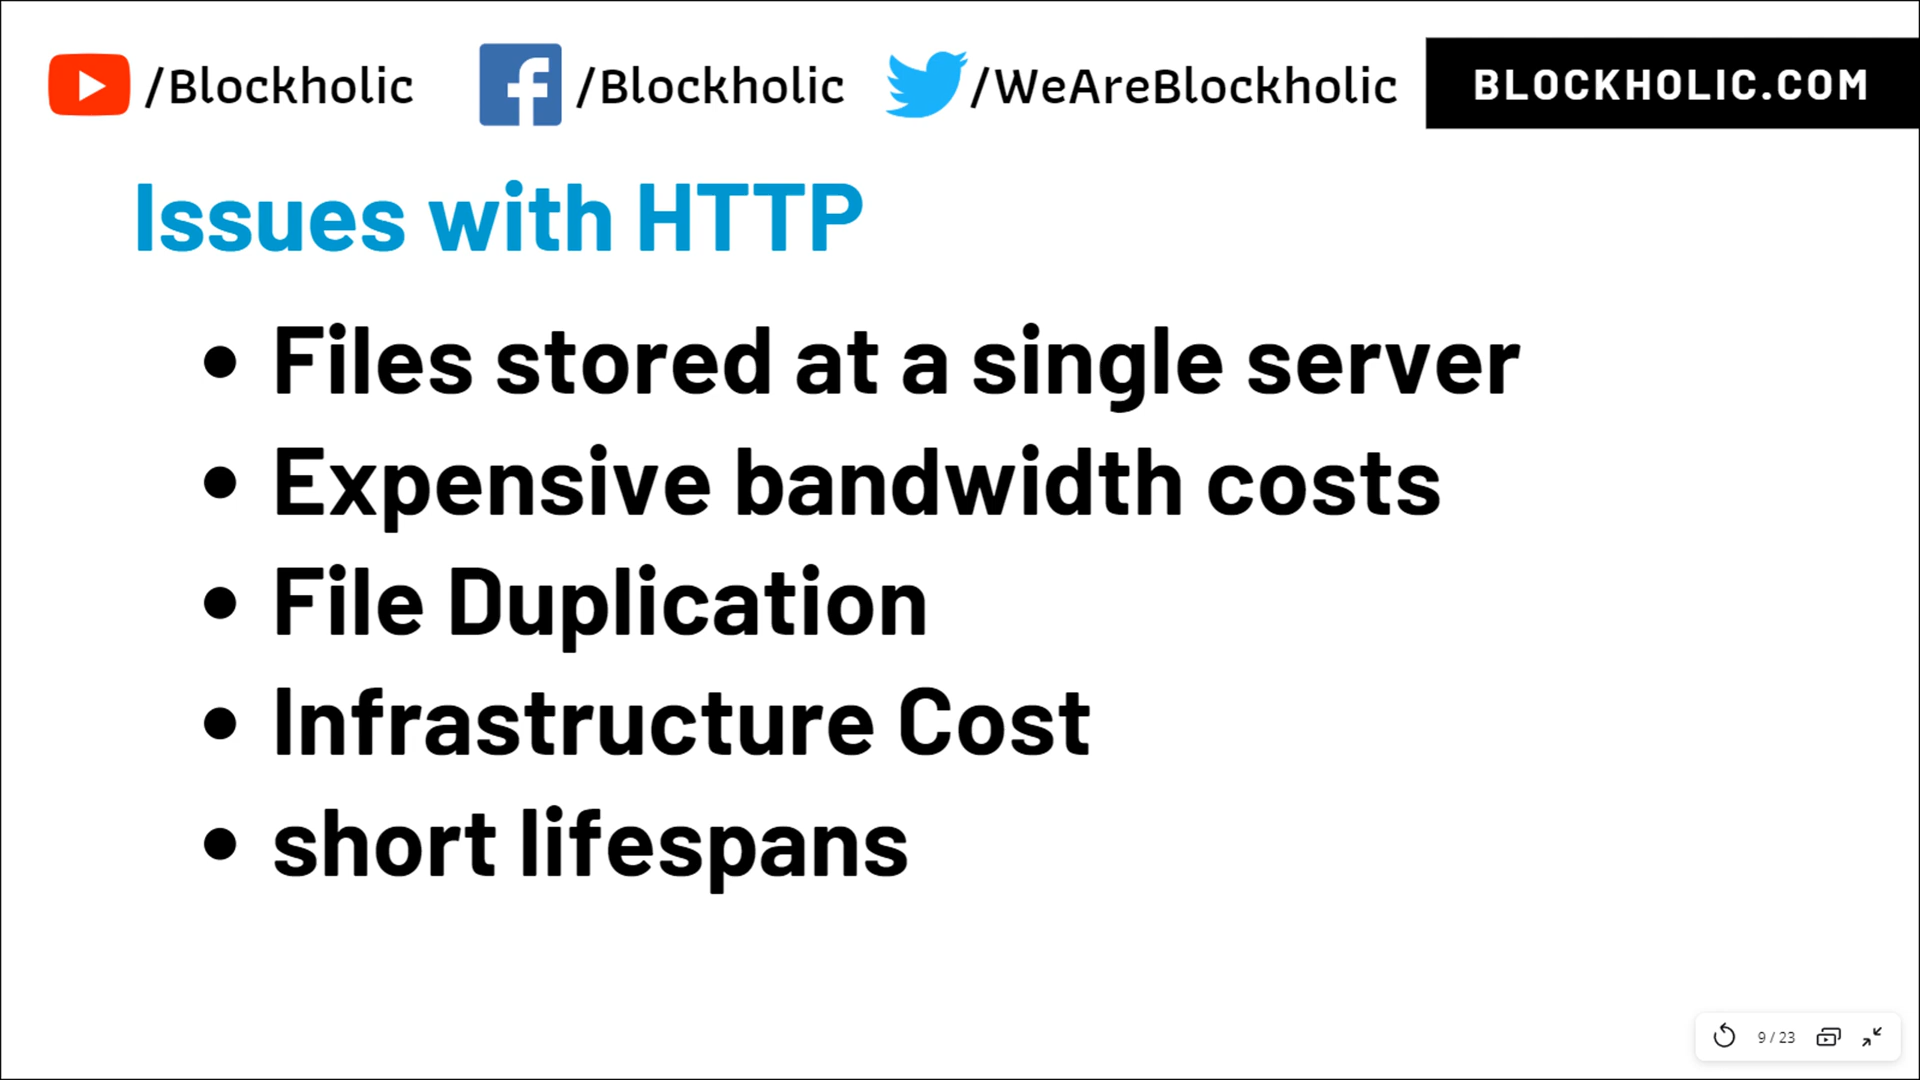 /Blockholic /Blockholic /WeAreBlockholic BLOCKHOLIC.COM
Issues with HTTP
• Files stored at a single server
• Expensive bandwidth costs
• File Duplication
• Infrastructure Cost
• short lifespans
9 / 23